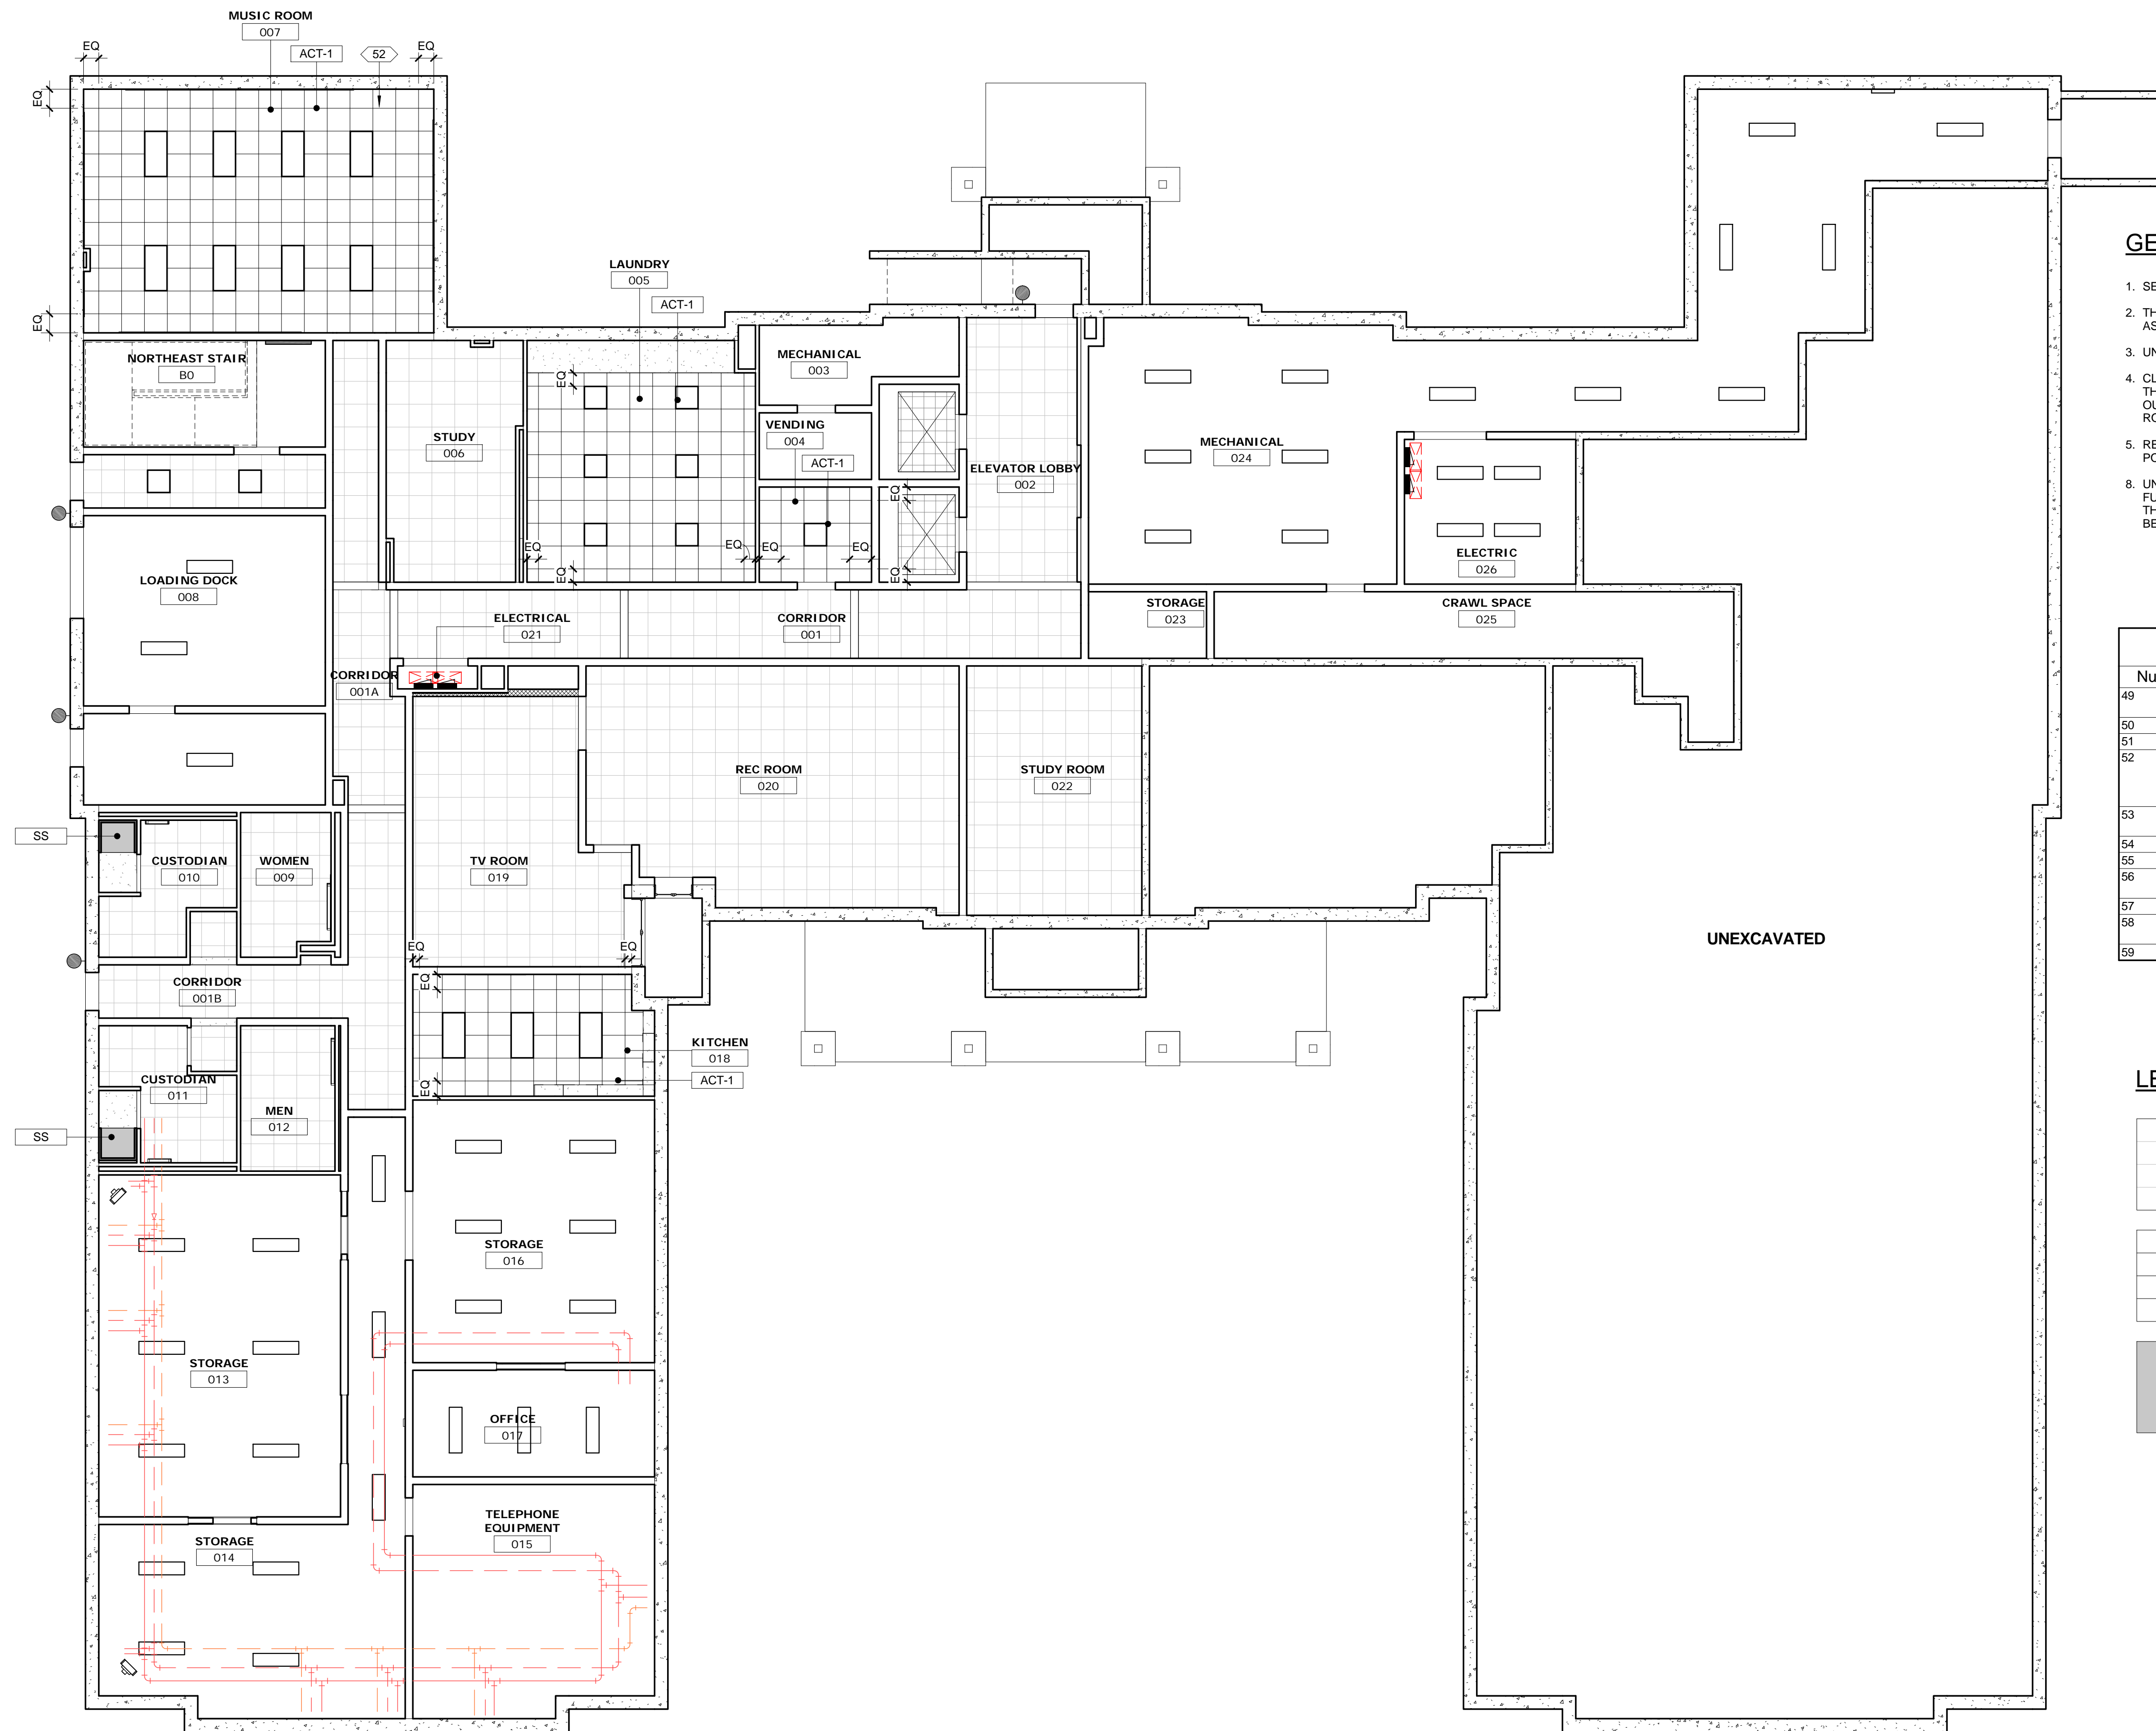 MUSIC ROOM
007
EQ
ACT-1
52
EQ
EQ
EQ
LAUNDRY
005
ACT-1
NORTHEAST STAIR
B0
MECHANICAL
003
EQ
STUDY
006
VENDING
004
ACT-1
ELEVATOR LOBBY
002
EQ
MECHANICAL
024
EQ
EQ
EQ
EQ
EQ
EQ
ELECTRIC
026
LOADING DOCK
008
ELECTRICAL
021
CORRIDOR
001
STORAGE
023
CRAWL SPACE
025
CORRIDOR
001A
REC ROOM
020
STUDY ROOM
022
SS
CUSTODIAN
010
WOMEN
009
TV ROOM
019
UNEXCAVATED
EQ
EQ
EQ
CORRIDOR
001B
KITCHEN
018
ACT-1
EQ
CUSTODIAN
011
MEN
012
SS
STORAGE
016
STORAGE
013
OFFICE
017
TELEPHONE
EQUIPMENT
015
STORAGE
014
GE
1. SE
2. TH
AS
3. UN
4. CL
TH
OU
RO
5. RE
PO
8. UN
FU
TH
BE
Nu
49
50
51
52
53
54
55
56
57
58
59
LE